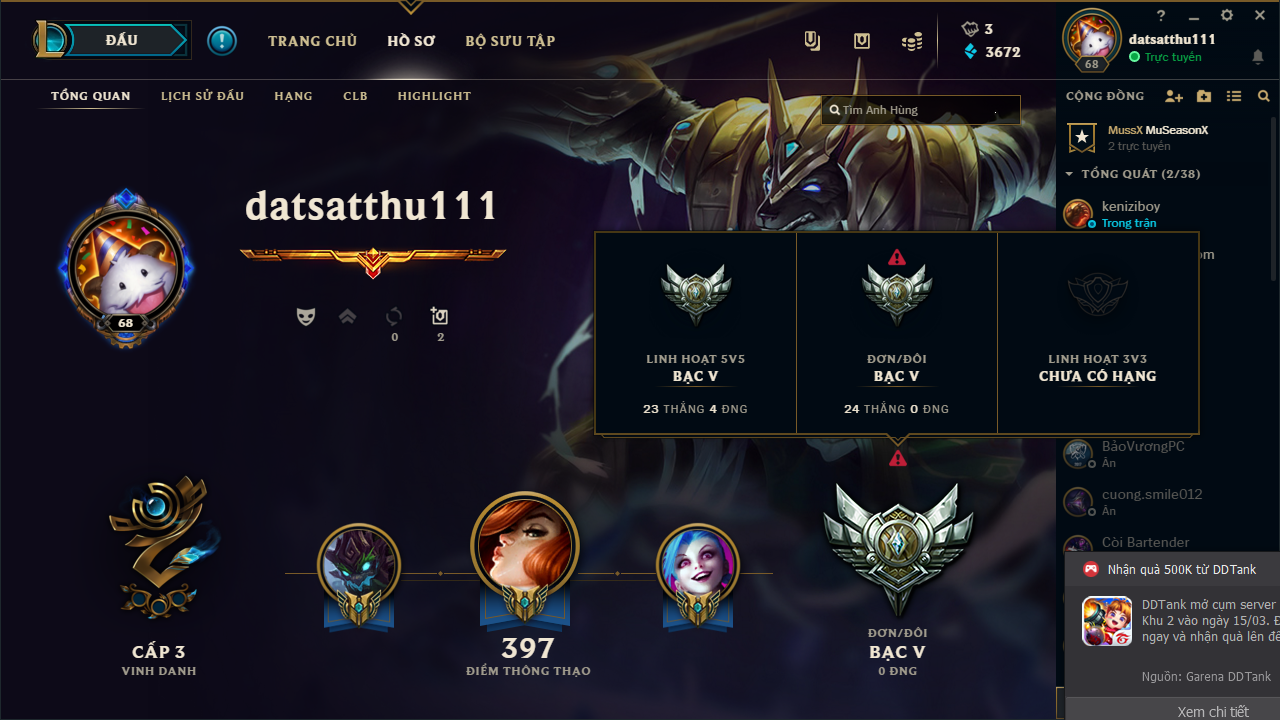 ĐẤU
TRANG CHỦ
HỒ SƠ
BỘ SƯU TẬP
3
3672
datsatthu111
Trực tuyến
68
TỔNG QUAN
LỊCH SỬ ĐẤU
HẠNG
CLB
HIGHLIGHT
Tìm Anh Hùng
CỘNG ĐỒNG
MussX MuSeasonX
2 trực tuyến
TỔNG QUÁT (2/38)
keniziboy
Trong trận
om
datsatthu111
68
0
2
LINH HOẠT 5V5
BẠC V
23 THẮNG 4 ĐNG
ĐƠN/ĐÔI
BẠC V
24 THẮNG 0 ĐNG
LINH HOẠT 3V3
CHƯA CÓ HẠNG
BảoVươngPC
Ẩn
cuong.smile012
Ẩn
Còi Bartender
CẤP 3
VINH DANH
397
ĐIỂM THÔNG THẠO
ĐƠN/ĐÔI
BẠC V
0 ĐNG
Nhận quà 500K từ DDTank
DDTank mở cụm server
Khu 2 vào ngày 15/03. Đ
ngay và nhận quà lên đế
Nguồn: Garena DDTank
Xem chi tiết